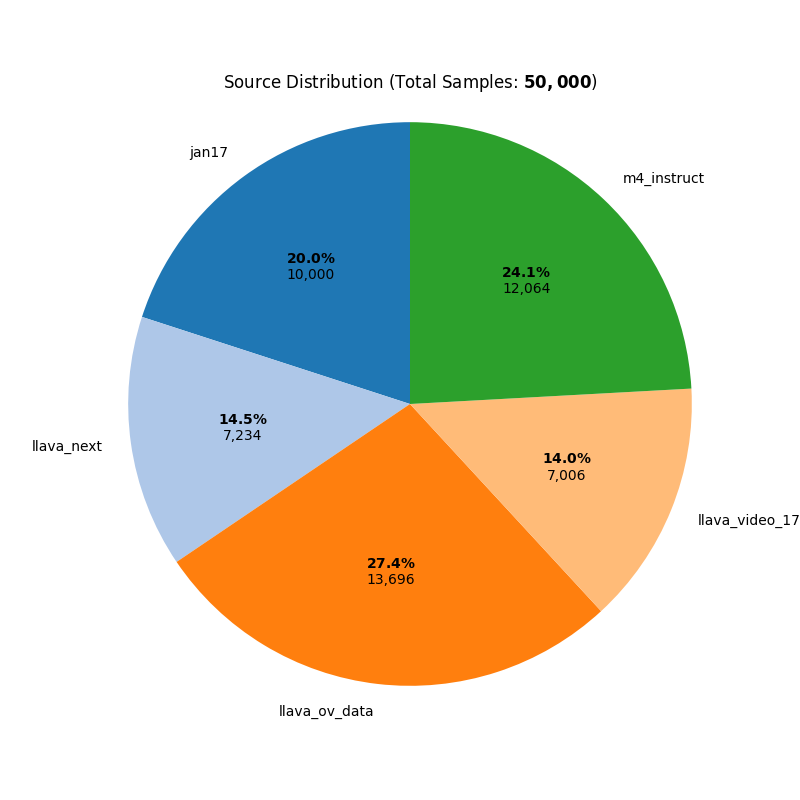 Source Distribution (Total Samples: 50,000)
jan17
m4_instruct
20.0%
10,000
24.1%
12,064
14.5%
7,234
llava_next
14.0%
7,006
llava_video_17
27.4%
13,696
llava_ov_data